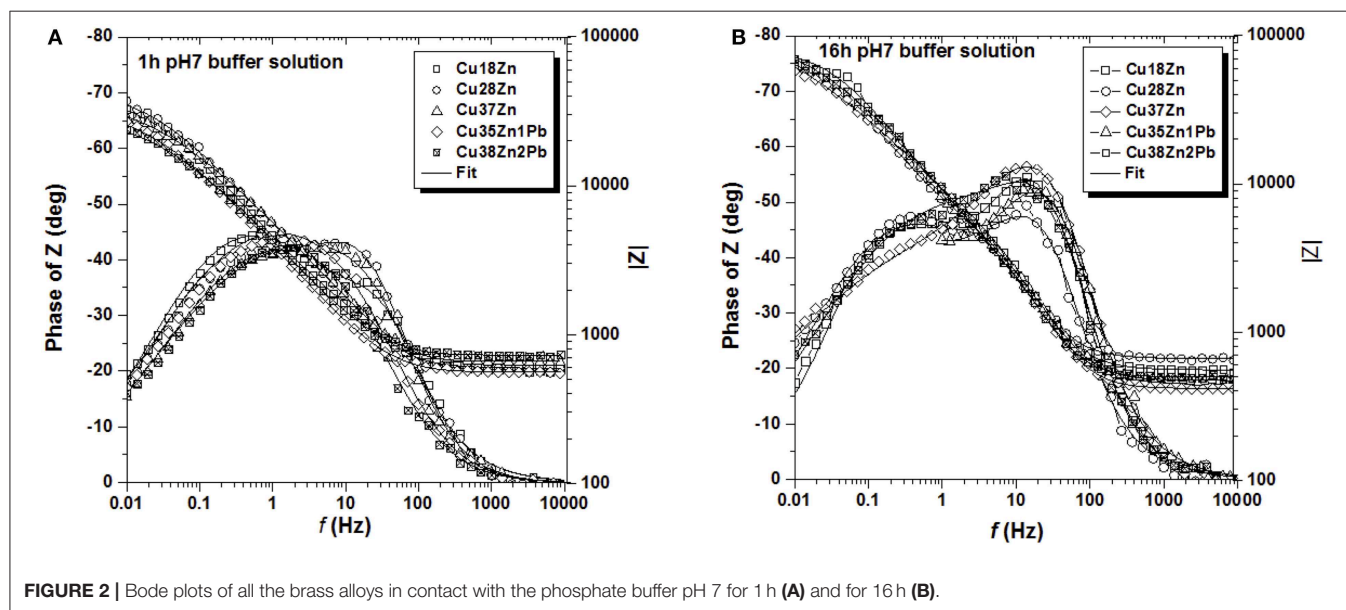 A
1h pH7 buffer solution
Cu18Zn
Cu28Zn
Cu37Zn
Cu35Zn1Pb
Cu38Zn2Pb
Fit
Phase of Z (deg)
-80
-70
-60
-50
-40
-30
-20
-10
0
0.01 0.1 1 10 100 1000 10000
f (Hz)
100000
10000
1000
100
|Z|
B
16h pH7 buffer solution
Cu18Zn
Cu28Zn
Cu37Zn
Cu35Zn1Pb
Cu38Zn2Pb
Fit
Phase of Z (deg)
-80
-70
-60
-50
-40
-30
-20
-10
0
0.01 0.1 1 10 100 1000 10000
f (Hz)
100000
10000
1000
100
|Z|
FIGURE 2 | Bode plots of all the brass alloys in contact with the phosphate buffer pH 7 for 1 h (A) and for 16 h (B).